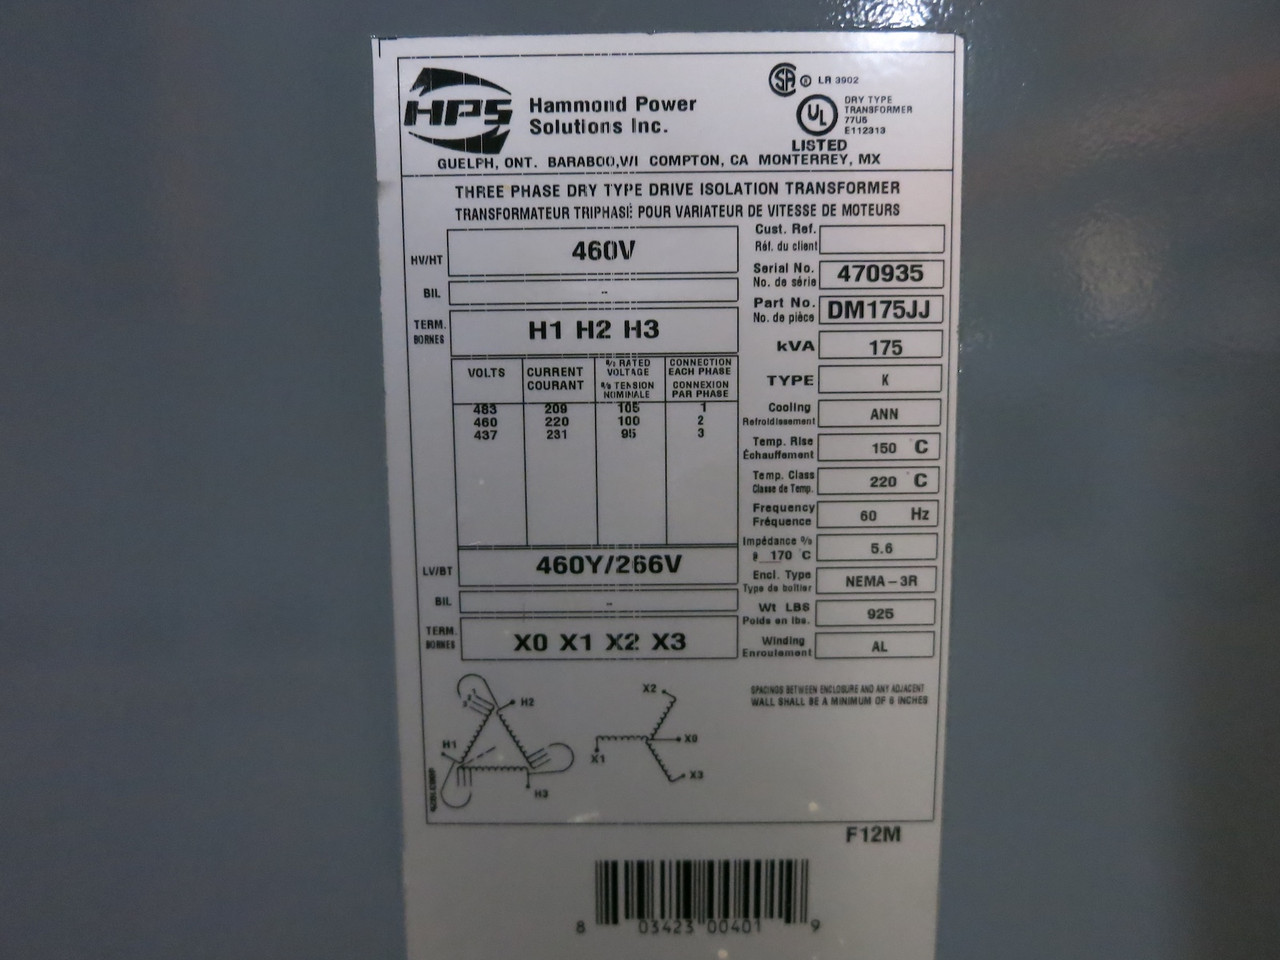 HPS
Hammond Power
Solutions Inc.
SA ® LR 3902
UL
LISTED
DRY TYPE
TRANSFORMER
77U6
E112313
GUELPH, ONT. BARABOO,WI COMPTON, CA MONTERREY, MX
THREE PHASE DRY TYPE DRIVE ISOLATION TRANSFORMER
TRANSFORMATEUR TRIPHASE POUR VARIATEUR DE VITESSE DE MOTEURS
HV/HT 460V
BIL -
TERM. H1 H2 H3
BORNES
VOLTS CURRENT COURANT % RATED VOLTAGE % TENSION NOMINALE CONNECTION EACH PHASE CONNEXION PAR PHASE
483 209 105 1
460 220 100 2
437 231 95 3
LV/BT 460Y/266V
BIL -
TERM. X0 X1 X2 X3
BORNES
Cust. Ref.
Réf. du client
Serial No. 470935
No. de série
Part No. DM175JJ
No. de pièce
kVA 175
TYPE K
Cooling ANN
Refroidissement
Temp. Rise 150 °C
Échauffement
Temp. Class 220 °C
Classe de Temp.
Frequency 60 Hz
Fréquence
Impédance % 5.6
170 °C
Encl. Type NEMA-3R
Type de boîtier
Wt LBS 925
Poids en lbs.
Winding AL
Enroulement
SPACINGS BETWEEN ENCLOSURE AND ANY ADJACENT
WALL SHALL BE A MINIMUM OF 6 INCHES
H2
H1
H3
X2
X0
X1
X3
F12M
8 03423 00401 9